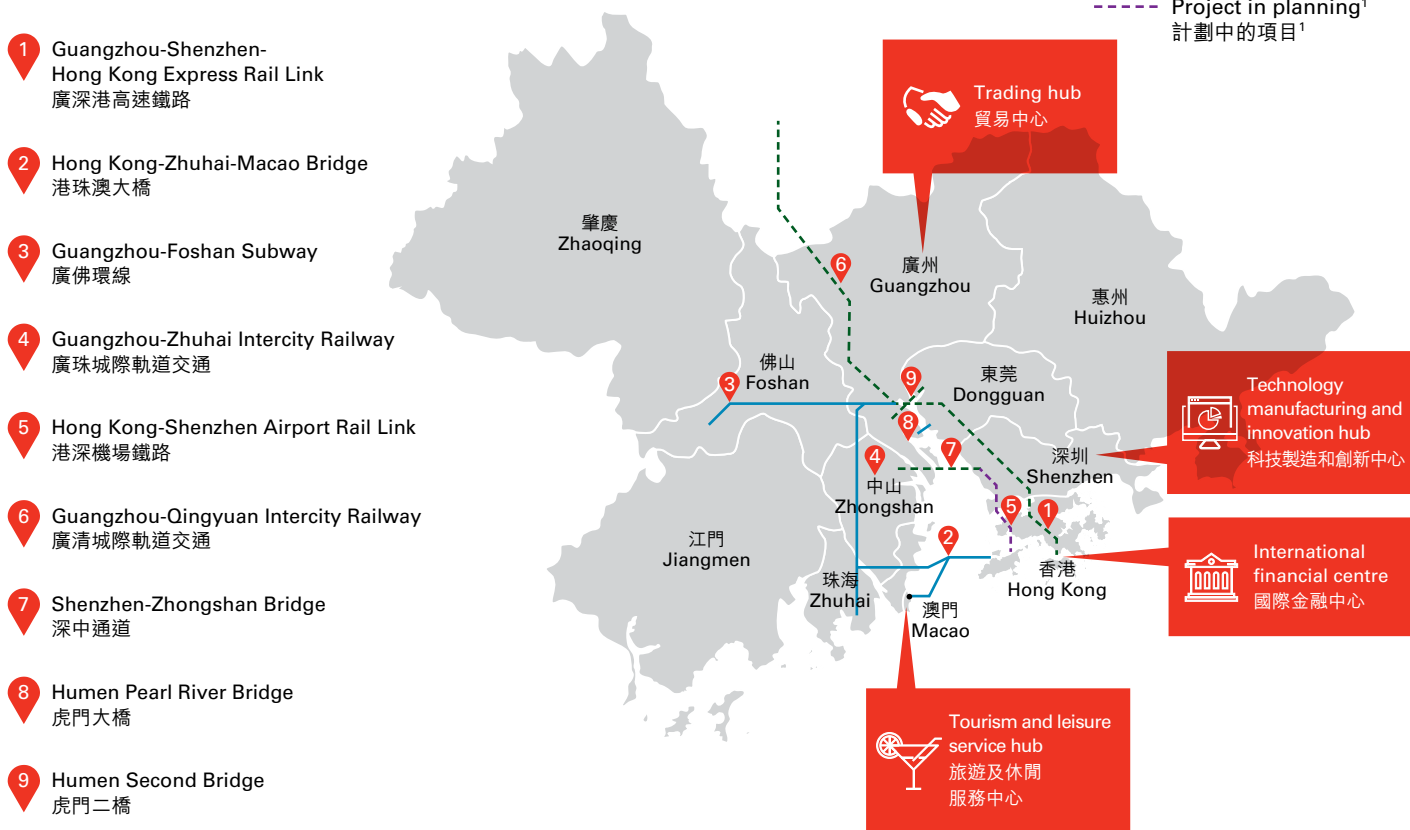 Project in planning¹
計劃中的項目¹
1
Guangzhou-Shenzhen-
Hong Kong Express Rail Link
廣深港高速鐵路
2
Hong Kong-Zhuhai-Macao Bridge
港珠澳大橋
3
Guangzhou-Foshan Subway
廣佛環線
4
Guangzhou-Zhuhai Intercity Railway
廣珠城際軌道交通
5
Hong Kong-Shenzhen Airport Rail Link
港深機場鐵路
6
Guangzhou-Qingyuan Intercity Railway
廣清城際軌道交通
7
Shenzhen-Zhongshan Bridge
深中通道
8
Humen Pearl River Bridge
虎門大橋
9
Humen Second Bridge
虎門二橋
Trading hub
貿易中心
肇慶
Zhaoqing
6
廣州
Guangzhou
惠州
Huizhou
佛山
Foshan
3
9
東莞
Dongguan
8
4
7
中山
Zhongshan
深圳
Shenzhen
Technology
manufacturing and
innovation hub
科技製造和創新中心
5
1
江門
Jiangmen
2
珠海
Zhuhai
香港
Hong Kong
澳門
Macao
International
financial centre
國際金融中心
Tourism and leisure
service hub
旅遊及休閒
服務中心